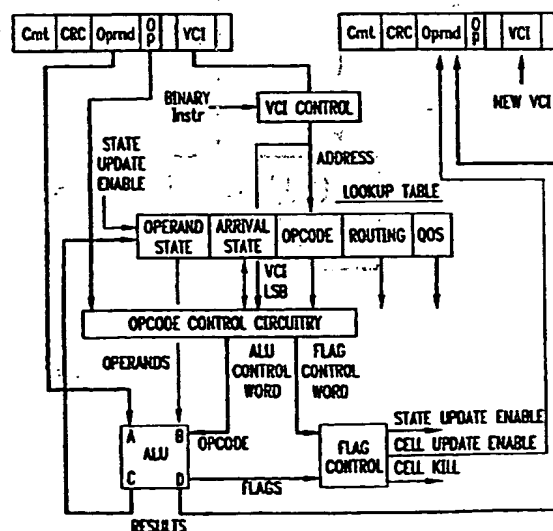 Cmt CRC Oprnd OP VCI
Cmt CRC Oprnd OP VCI
BINARY
Instr
VCI CONTROL
NEW VCI
STATE
UPDATE
ENABLE
ADDRESS
LOOKUP TABLE
OPERAND
STATE
ARRIVAL
STATE
OPCODE
ROUTING
QOS
VCI
LSB
OPCODE CONTROL CIRCUITRY
OPERANDS
ALU
CONTROL
WORD
FLAG
CONTROL
WORD
A B
ALU
C D
OPCODE
FLAG
CONTROL
STATE UPDATE ENABLE
CELL UPDATE ENABLE
CELL KILL
FLAGS
RESULTS